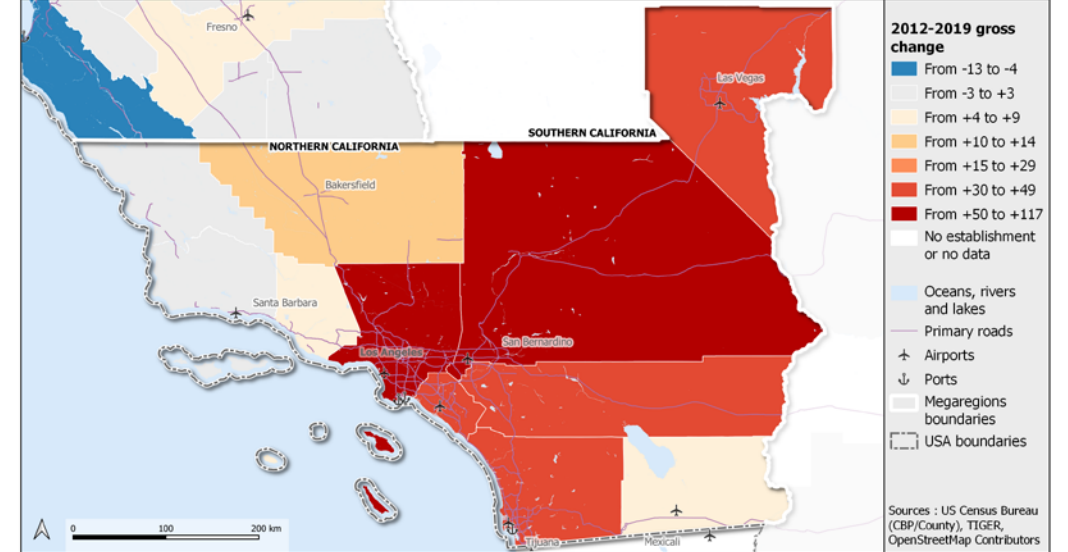 Fresno
Las Vegas
SOUTHERN CALIFORNIA
NORTHERN CALIFORNIA
Bakersfield
Santa Barbara
Los Angeles
San Bernardino
Tijuana
Mexicali
0 100 200 km
2012-2019 gross
change
From -13 to -4
From -3 to +3
From +4 to +9
From +10 to +14
From +15 to +29
From +30 to +49
From +50 to +117
No establishment
or no data
Oceans, rivers
and lakes
Primary roads
Airports
Ports
Megaregions
boundaries
USA boundaries
Sources : US Census Bureau
(CBP/County), TIGER,
OpenStreetMap Contributors